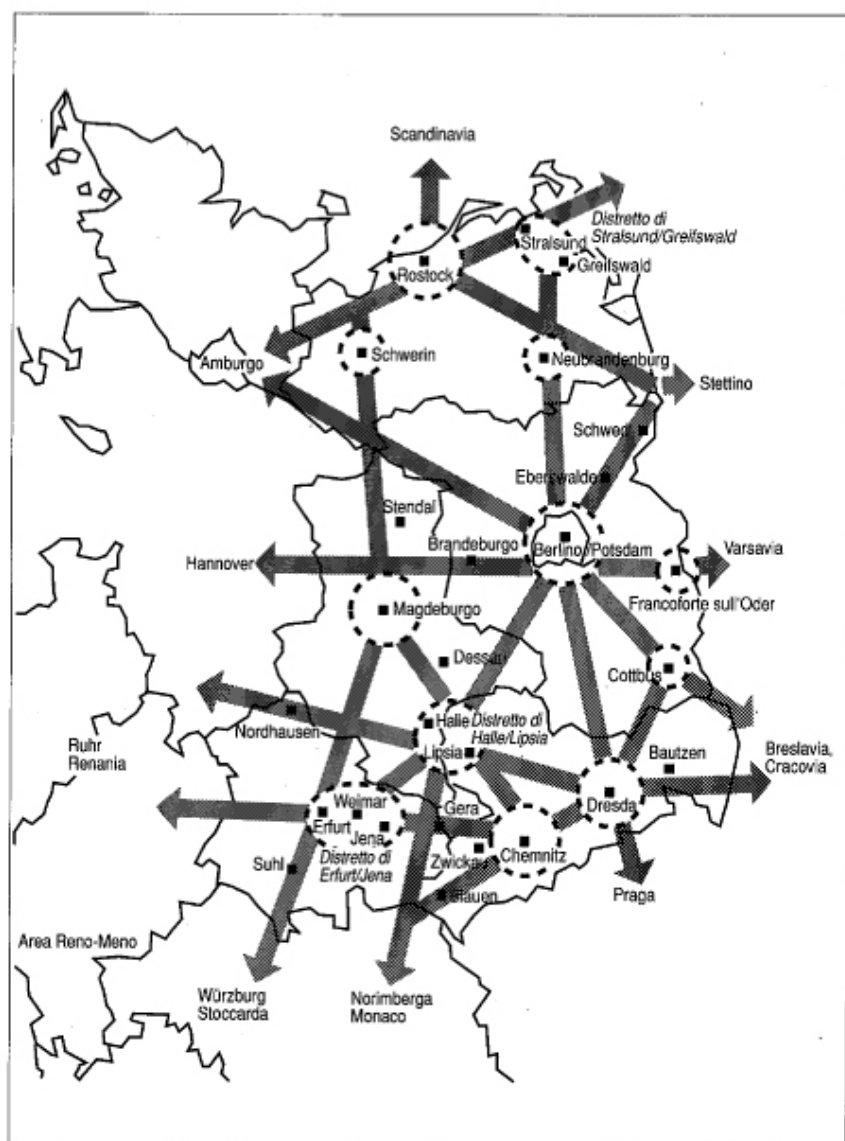 Scandinavia
Distretto di
Stralsund/Greifswald
Stralsund
Greifswald
Rostock
Amburgo
Schwerin
Neubrandenburg
Stettino
Schwedt
Eberswalde
Stendal
Brandeburgo
Berlino/Potsdam
Varsavia
Hannover
Francoforte sull'Oder
Magdeburgo
Dessau
Cottbus
Halle
Distretto di
Halle/Lipsia
Nordhausen
Lipsia
Ruhr
Renania
Bautzen
Breslavia,
Cracovia
Weimar
Gera
Dresda
Erfurt
Jena
Chemnitz
Zwickau
Distretto di
Erfurt/Jena
Suhl
Plauen
Praga
Area Reno-Meno
Würzburg
Stoccarda
Norimberga
Monaco